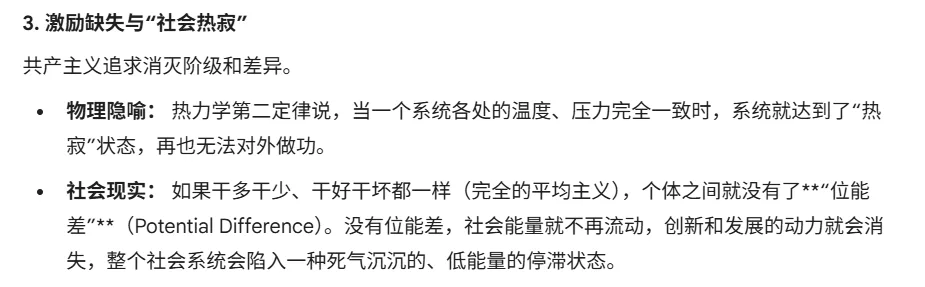 3. 激励缺失与“社会热寂”
共产主义追求消灭阶级和差异。
• 物理隐喻： 热力学第二定律说，当一个系统各处的温度、压力完全一致时，系统就达到了“热
寂”状态，再也无法对外做功。
• 社会现实： 如果干多干少、干好干坏都一样（完全的平均主义），个体之间就没有了**“位能
差”**（Potential Difference）。没有位能差，社会能量就不再流动，创新和发展的动力就会消
失，整个社会系统会陷入一种死气沉沉的、低能量的停滞状态。